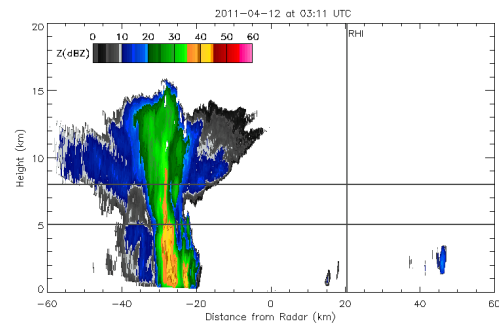 2011-04-12 at 03:11 UTC
20
RHI
Z(dBZ)
0 10 20 30 40 50 60
15
10
5
0
Height (km)
-60 -40 -20 0 20 40 60
Distance from Radar (km)